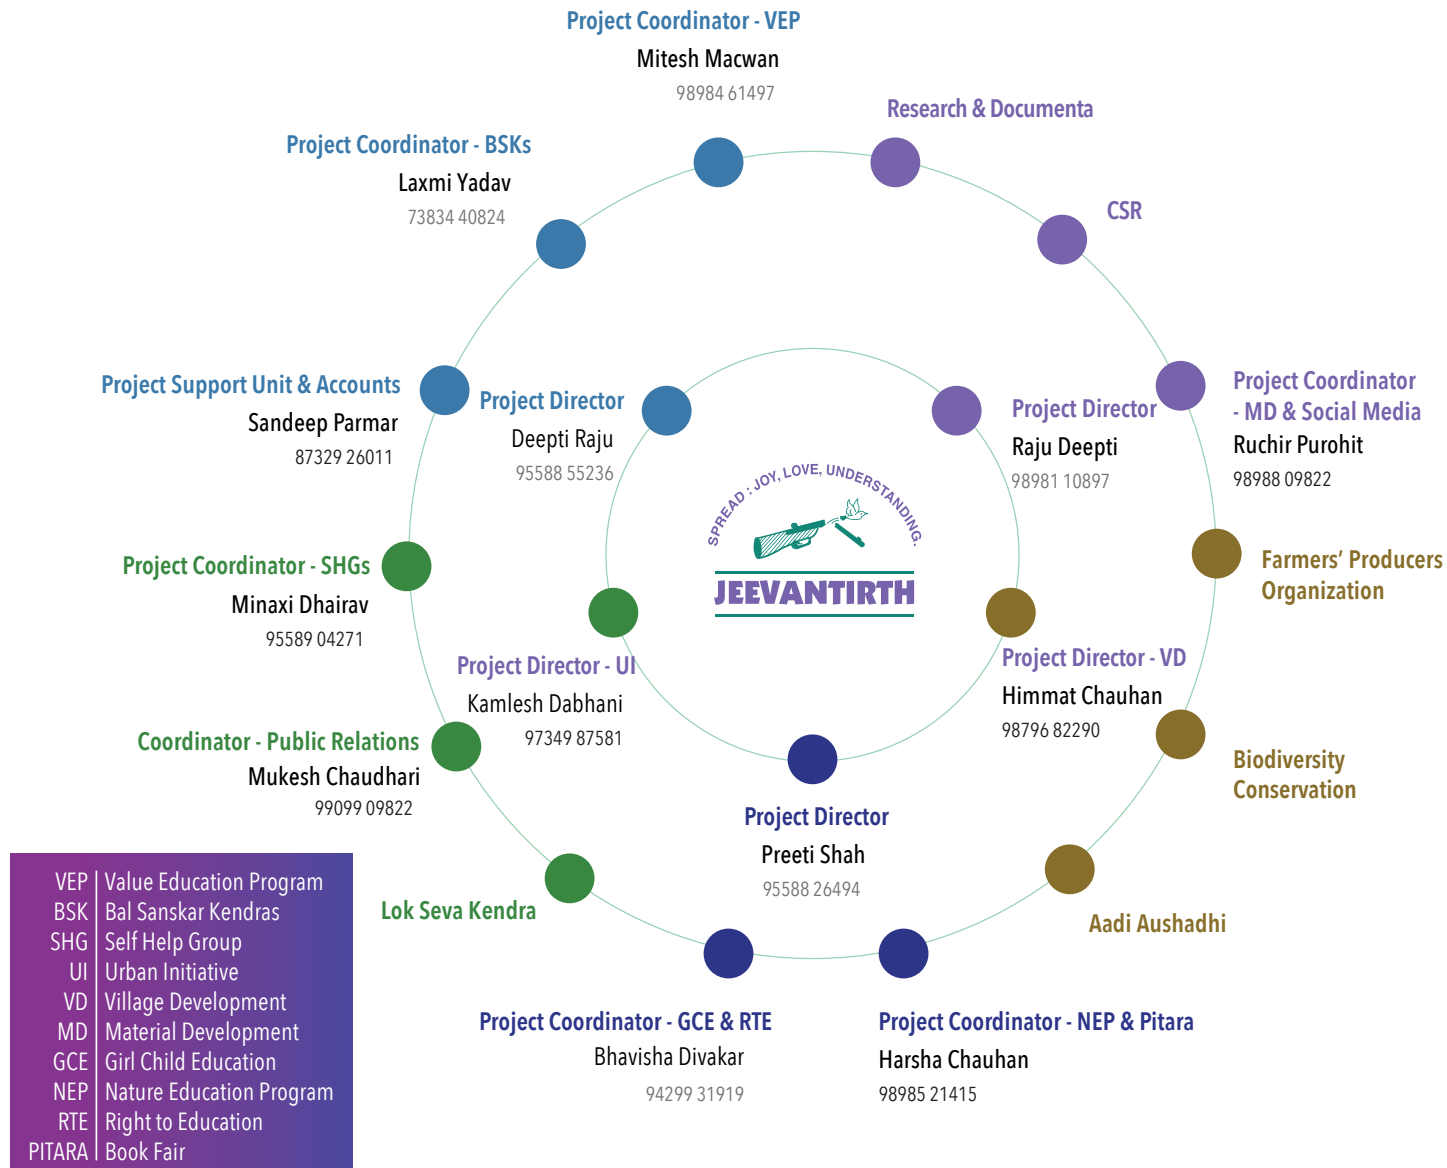 Project Coordinator - VEP
Mitesh Macwan
98984 61497
Research & Documenta
Project Coordinator - BSKs
Laxmi Yadav
73834 40824
CSR
Project Support Unit & Accounts
Sandeep Parmar
87329 26011
Project Director
Deepti Raju
95588 55236
Project Director
Raju Deepti
98981 10897
Project Coordinator
- MD & Social Media
Ruchir Purohit
98988 09822
SPREAD : JOY, LOVE, UNDERSTANDING.
JEEVANTIRTH
Project Coordinator - SHGs
Minaxi Dhairav
95589 04271
Farmers’ Producers
Organization
Project Director - UI
Kamlesh Dabhani
97349 87581
Project Director - VD
Himmat Chauhan
98796 82290
Coordinator - Public Relations
Mukesh Chaudhari
99099 09822
Biodiversity
Conservation
Project Director
Preeti Shah
95588 26494
Lok Seva Kendra
Aadi Aushadhi
Project Coordinator - GCE & RTE
Bhavisha Divakar
94299 31919
Project Coordinator - NEP & Pitara
Harsha Chauhan
98985 21415
VEP Value Education Program
BSK Bal Sanskar Kendras
SHG Self Help Group
UI Urban Initiative
VD Village Development
MD Material Development
GCE Girl Child Education
NEP Nature Education Program
RTE Right to Education
PITARA Book Fair